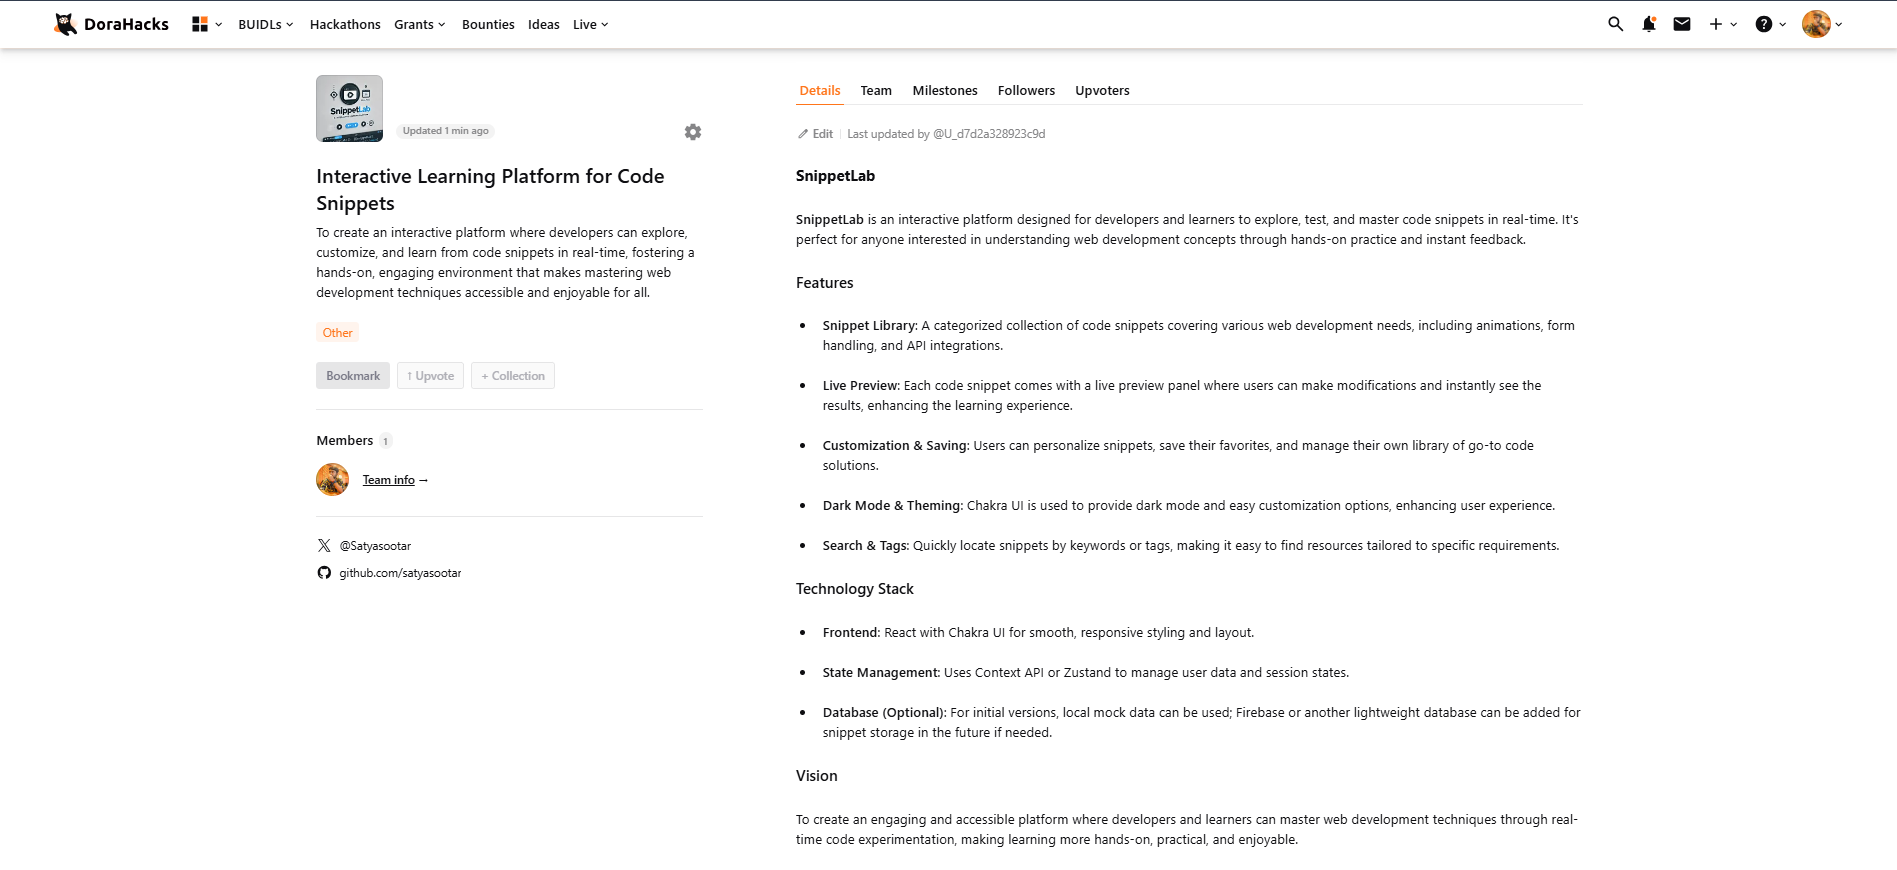 DoraHacks
BUIDLs
Hackathons
Grants
Bounties
Ideas
Live
SnippetLab
Updated 1 min ago
Interactive Learning Platform for Code
Snippets
To create an interactive platform where developers can explore,
customize, and learn from code snippets in real-time, fostering a
hands-on, engaging environment that makes mastering web
development techniques accessible and enjoyable for all.
Other
Bookmark
↑ Upvote
+ Collection
Members 1
Team info →
@Satyasootar
github.com/satyasootar
Details
Team
Milestones
Followers
Upvoters
Edit
Last updated by @U_d7d2a328923c9d
SnippetLab
SnippetLab is an interactive platform designed for developers and learners to explore, test, and master code snippets in real-time. It's
perfect for anyone interested in understanding web development concepts through hands-on practice and instant feedback.
Features
• Snippet Library: A categorized collection of code snippets covering various web development needs, including animations, form
handling, and API integrations.
• Live Preview: Each code snippet comes with a live preview panel where users can make modifications and instantly see the
results, enhancing the learning experience.
• Customization & Saving: Users can personalize snippets, save their favorites, and manage their own library of go-to code
solutions.
• Dark Mode & Theming: Chakra UI is used to provide dark mode and easy customization options, enhancing user experience.
• Search & Tags: Quickly locate snippets by keywords or tags, making it easy to find resources tailored to specific requirements.
Technology Stack
• Frontend: React with Chakra UI for smooth, responsive styling and layout.
• State Management: Uses Context API or Zustand to manage user data and session states.
• Database (Optional): For initial versions, local mock data can be used; Firebase or another lightweight database can be added for
snippet storage in the future if needed.
Vision
To create an engaging and accessible platform where developers and learners can master web development techniques through real-
time code experimentation, making learning more hands-on, practical, and enjoyable.